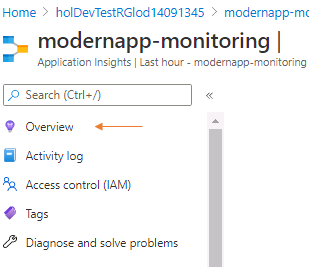 Home > holDevTestRGlod14091345 > modernapp-mo
modernapp-monitoring |
Application Insights | Last hour - modernapp-monitoring
Search (Ctrl+/) «
Overview
Activity log
Access control (IAM)
Tags
Diagnose and solve problems